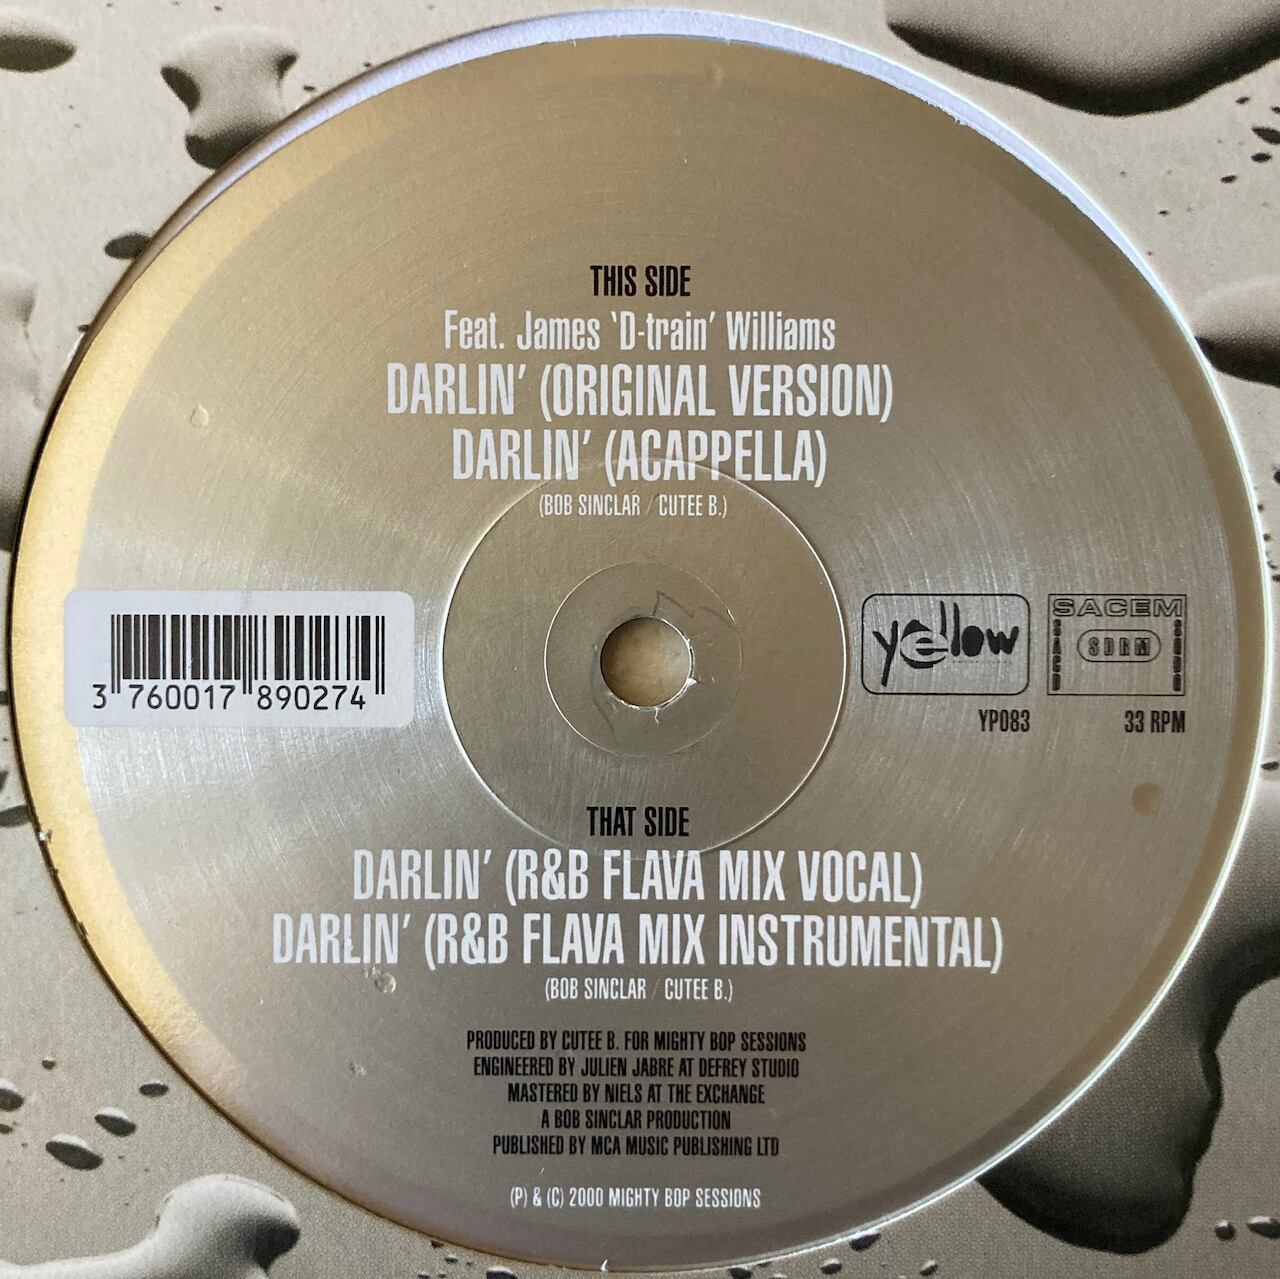 THIS SIDE
Feat. James ‘D-train’ Williams
DARLIN’ (ORIGINAL VERSION)
DARLIN’ (ACAPPELLA)
(BOB SINCLAR / CUTEE B.)
3 760017 890274
yellow
SACEM
SACD
SDRM
SGDL
YP083
33 RPM
THAT SIDE
DARLIN’ (R&B FLAVA MIX VOCAL)
DARLIN’ (R&B FLAVA MIX INSTRUMENTAL)
(BOB SINCLAR / CUTEE B.)
PRODUCED BY CUTEE B. FOR MIGHTY BOP SESSIONS
ENGINEERED BY JULIEN JABRE AT DEFREY STUDIO
MASTERED BY NIELS AT THE EXCHANGE
A BOB SINCLAR PRODUCTION
PUBLISHED BY MCA MUSIC PUBLISHING LTD
(P) & (C) 2000 MIGHTY BOP SESSIONS